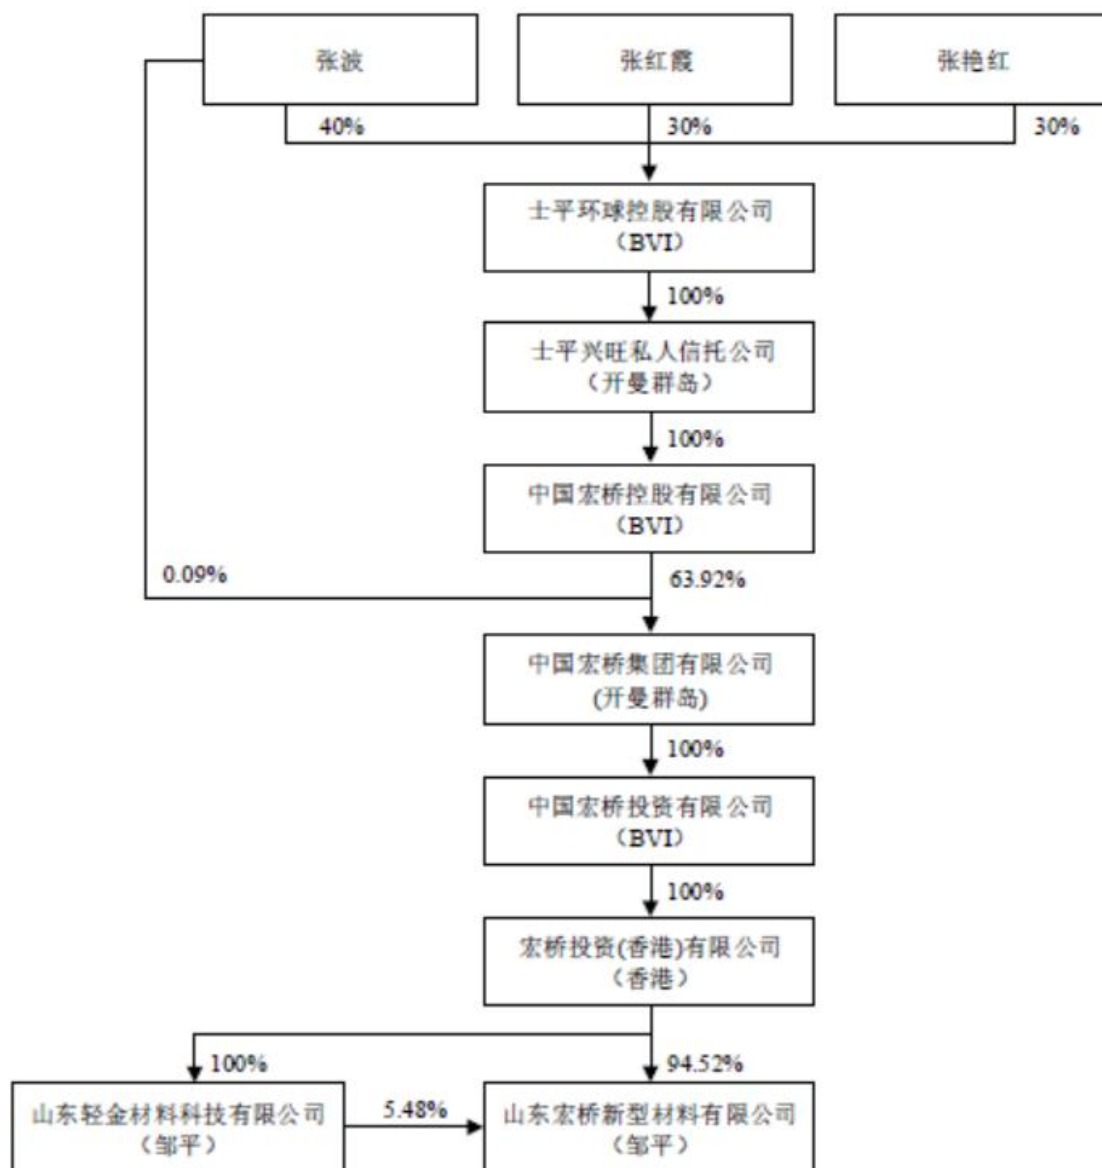 张波
张红霞
张艳红
40%
30%
30%
士平环球控股有限公司
（BVI）
100%
士平兴旺私人信托公司
（开曼群岛）
100%
中国宏桥控股有限公司
（BVI）
0.09%
63.92%
中国宏桥集团有限公司
(开曼群岛)
100%
中国宏桥投资有限公司
（BVI）
100%
宏桥投资(香港)有限公司
（香港）
100%
94.52%
山东轻金材料科技有限公司
（邹平）
5.48%
山东宏桥新型材料有限公司
（邹平）